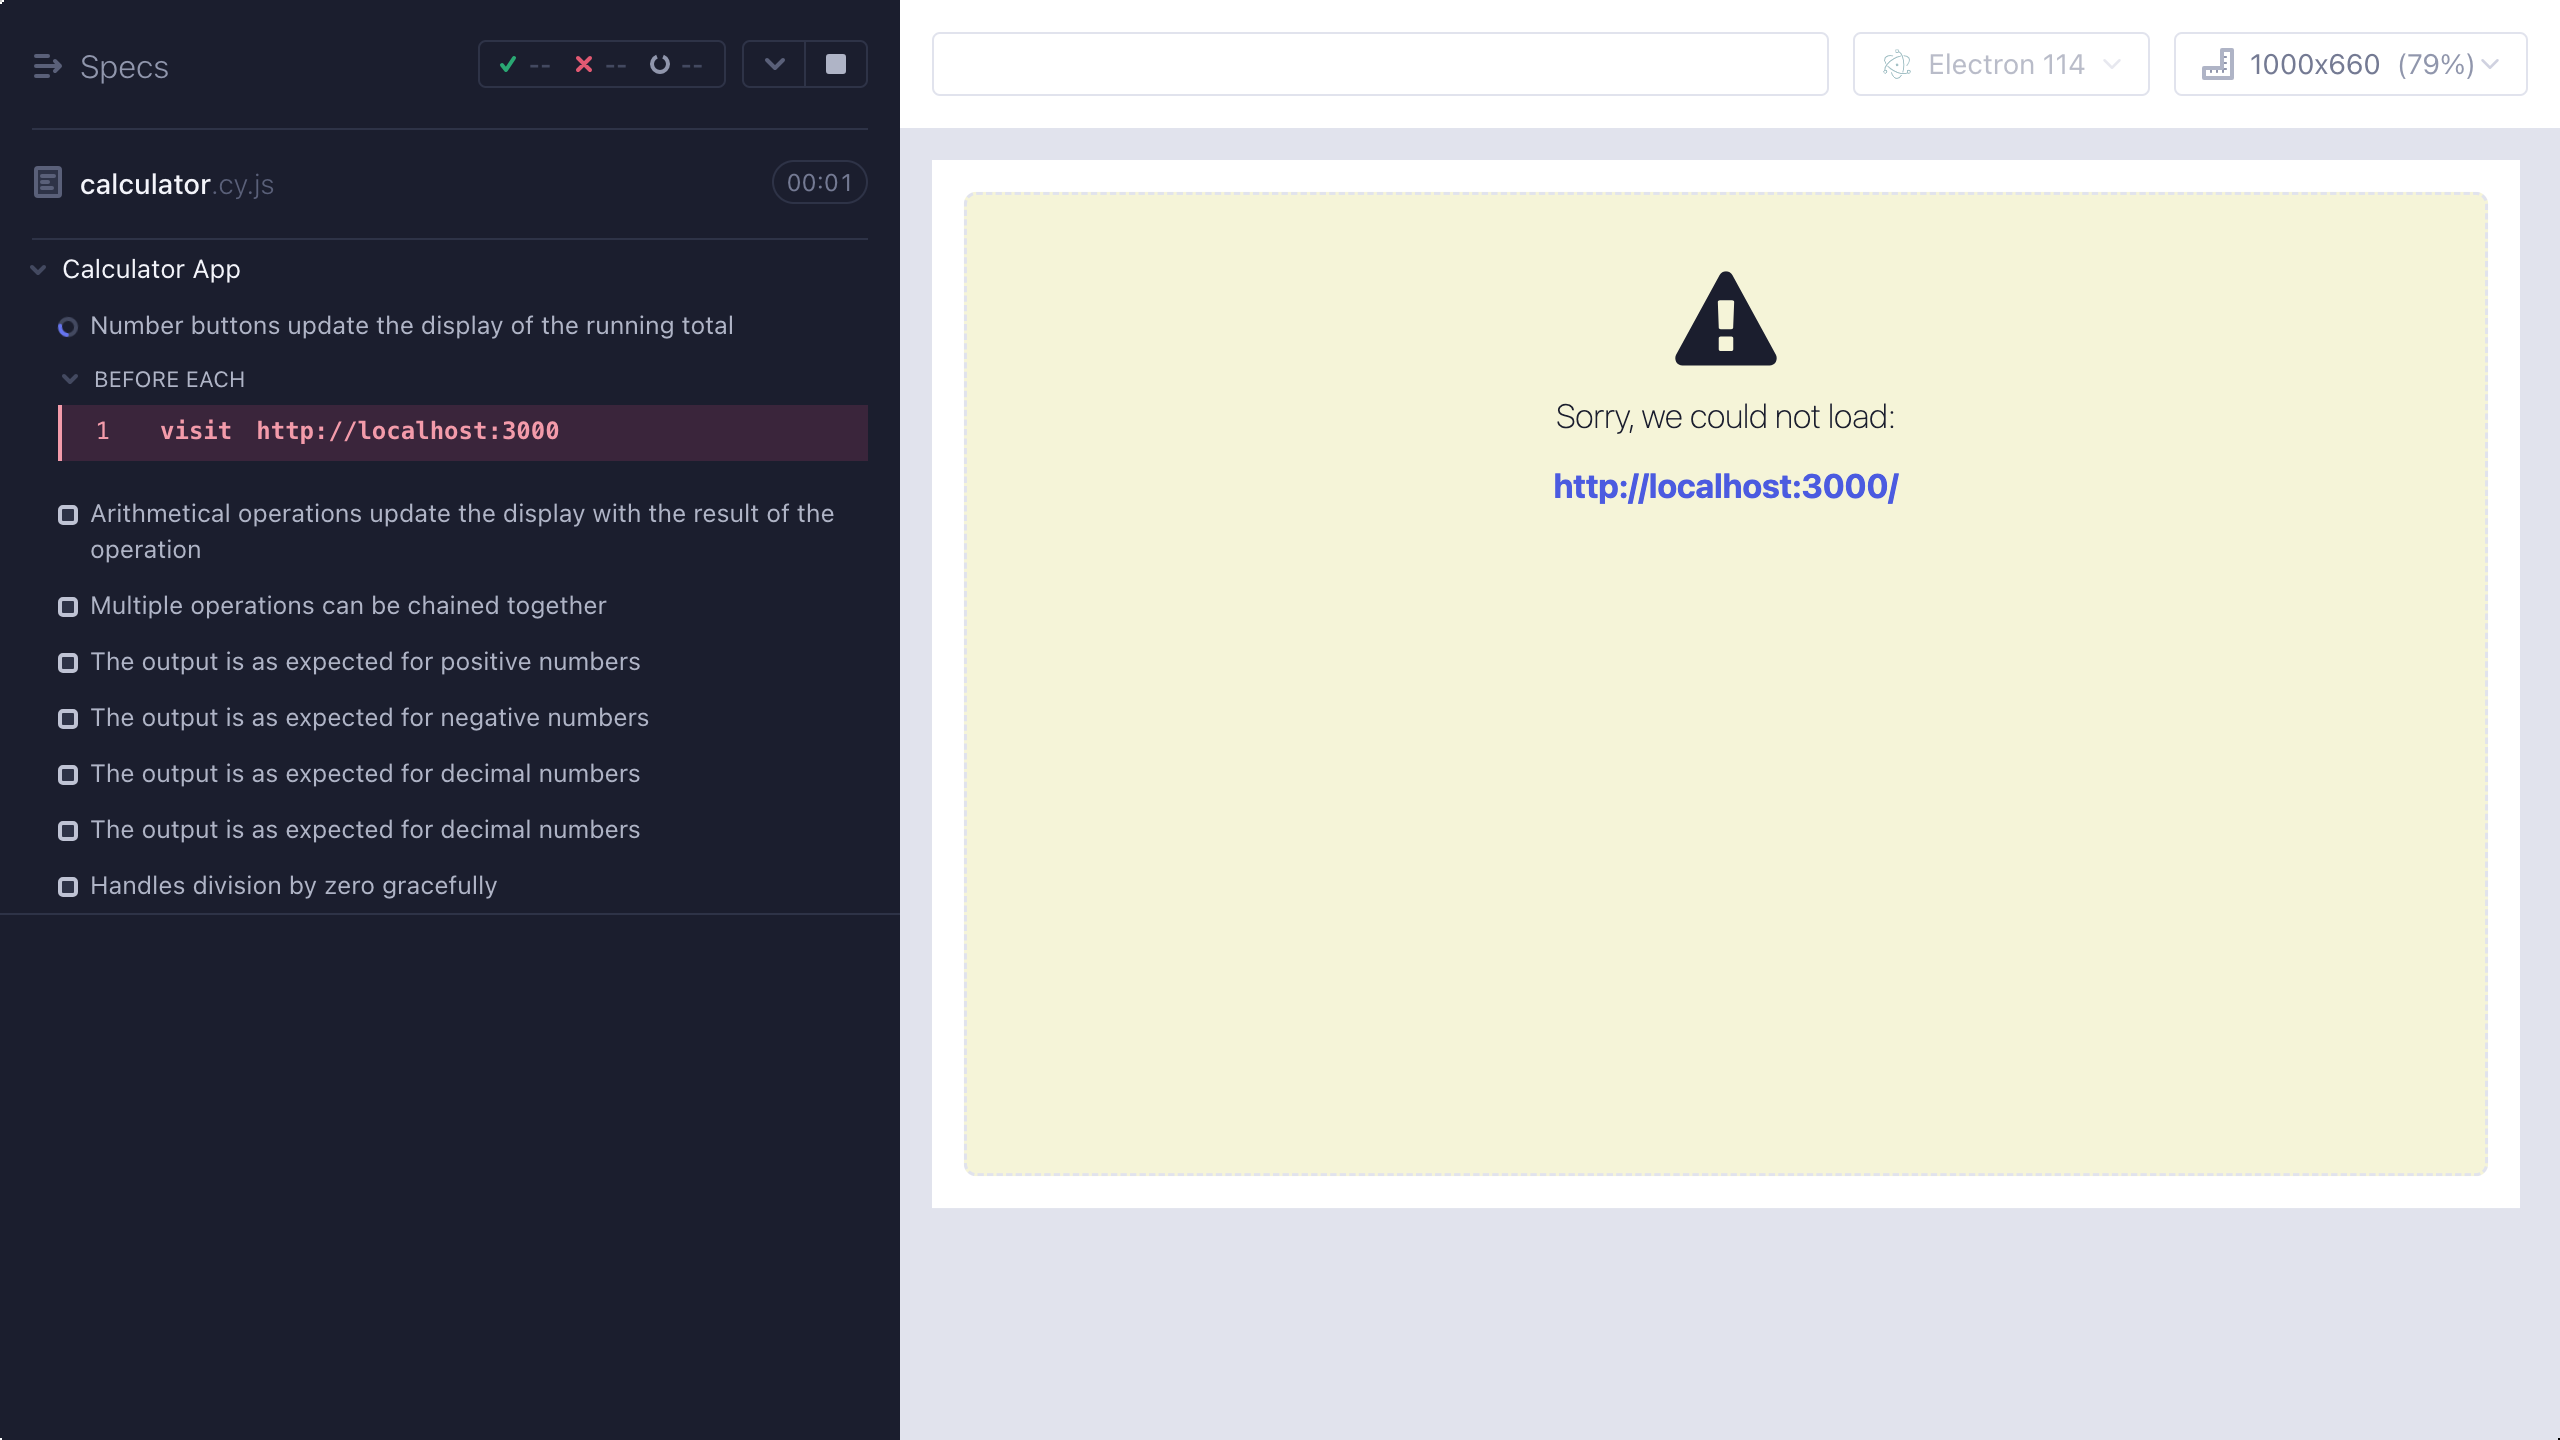 Specs
-- -- --
calculator.cy.js
00:01
Calculator App
Number buttons update the display of the running total
BEFORE EACH
1 visit http://localhost:3000
Arithmetical operations update the display with the result of the
operation
Multiple operations can be chained together
The output is as expected for positive numbers
The output is as expected for negative numbers
The output is as expected for decimal numbers
The output is as expected for decimal numbers
Handles division by zero gracefully
Electron 114
1000x660 (79%)
Sorry, we could not load:
http://localhost:3000/